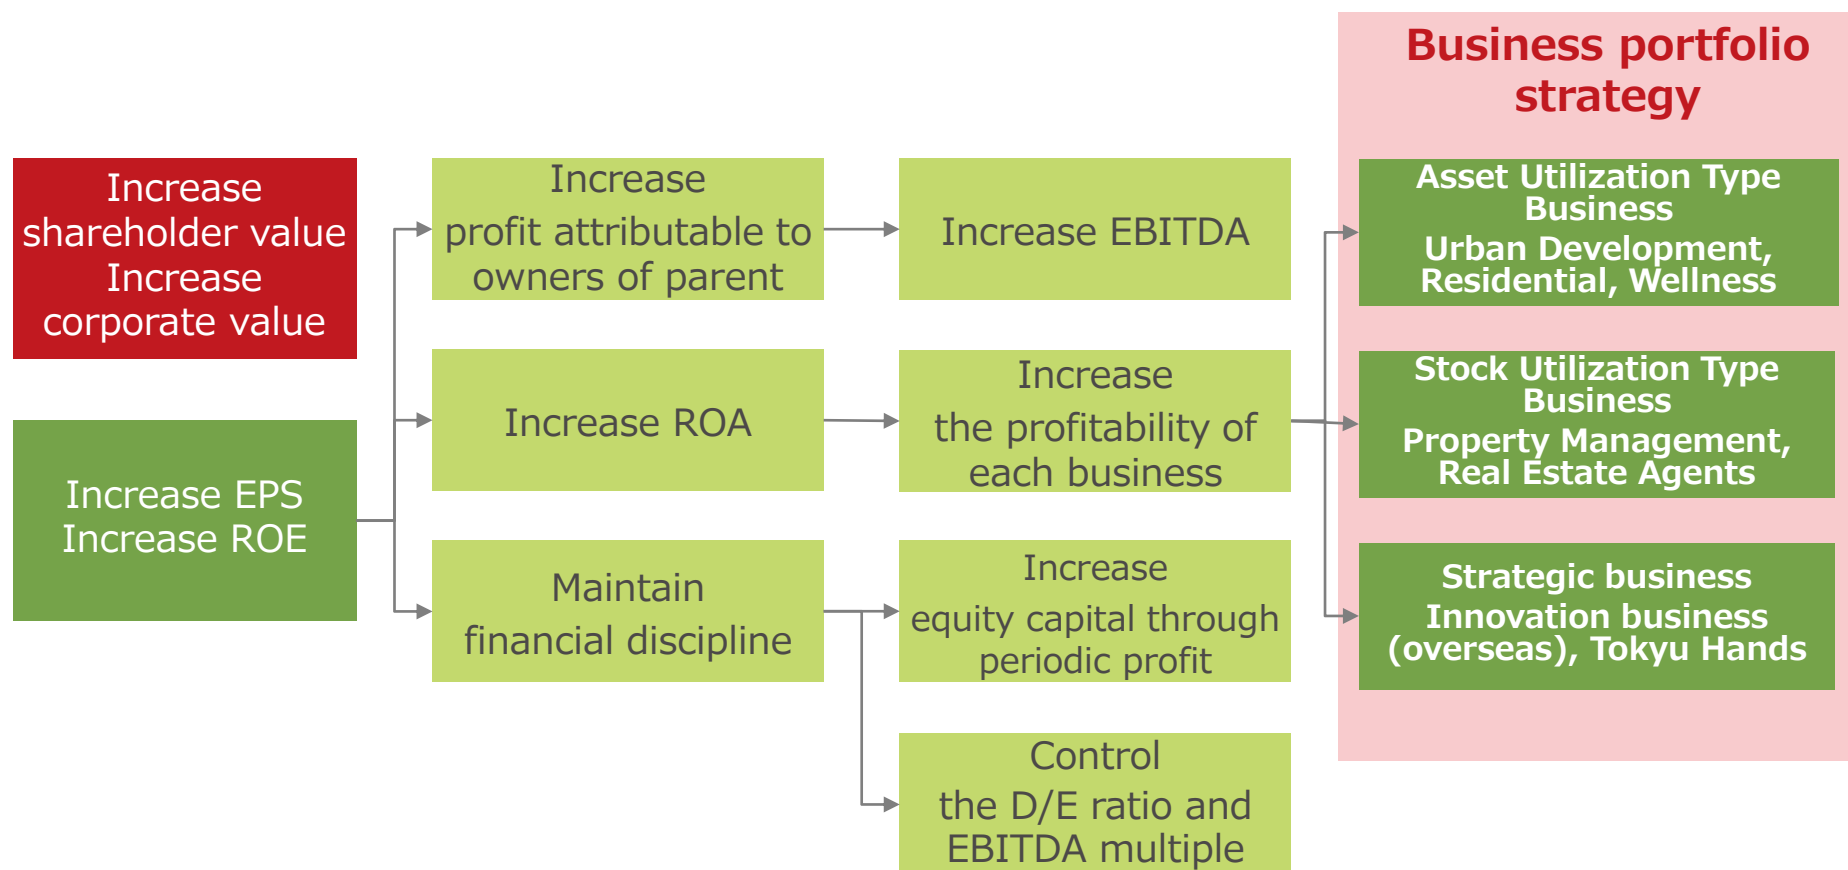 Business portfolio
strategy
Increase
shareholder value
Increase
corporate value
Increase EPS
Increase ROE
Increase
profit attributable to
owners of parent
Increase ROA
Maintain
financial discipline
Increase EBITDA
Increase
the profitability of
each business
Increase
equity capital through
periodic profit
Control
the D/E ratio and
EBITDA multiple
Asset Utilization Type
Business
Urban Development,
Residential, Wellness
Stock Utilization Type
Business
Property Management,
Real Estate Agents
Strategic business
Innovation business
(overseas), Tokyu Hands